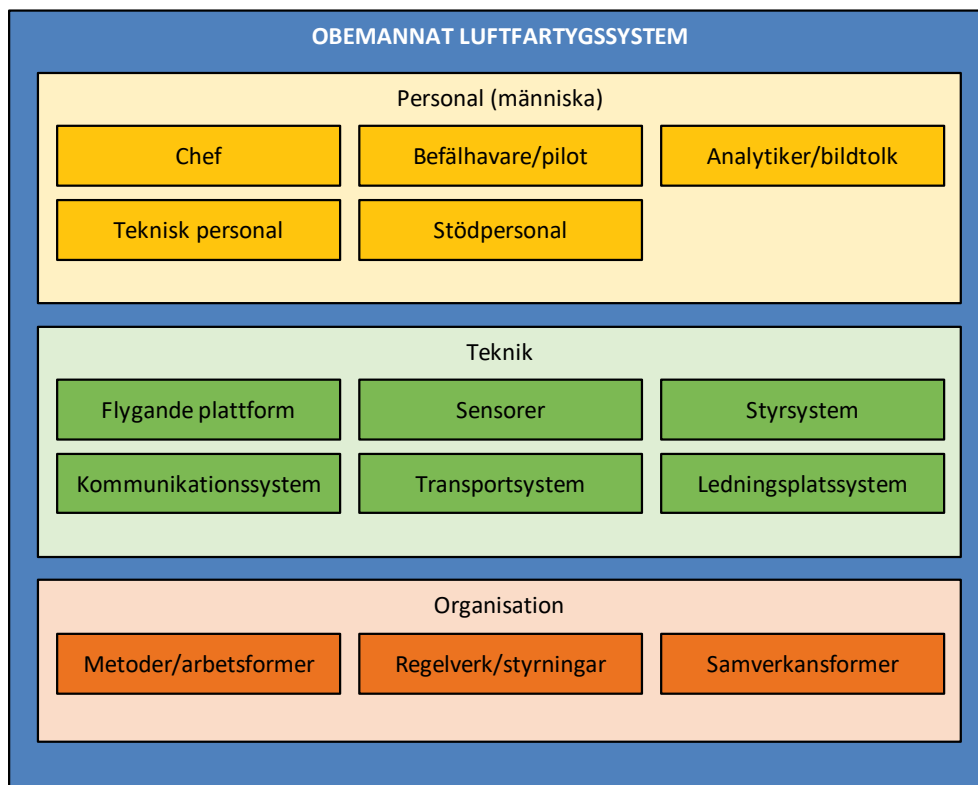 OBEMANNAT LUFTFARTYGSSYSTEM
Personal (människa)
Chef
Befälhavare/pilot
Analytiker/bildtolk
Teknisk personal
Stödpersonal
Teknik
Flygande plattform
Sensorer
Styrsystem
Kommunikationssystem
Transportsystem
Ledningsplatssystem
Organisation
Metoder/arbetsformer
Regelverk/styrningar
Samverkansformer